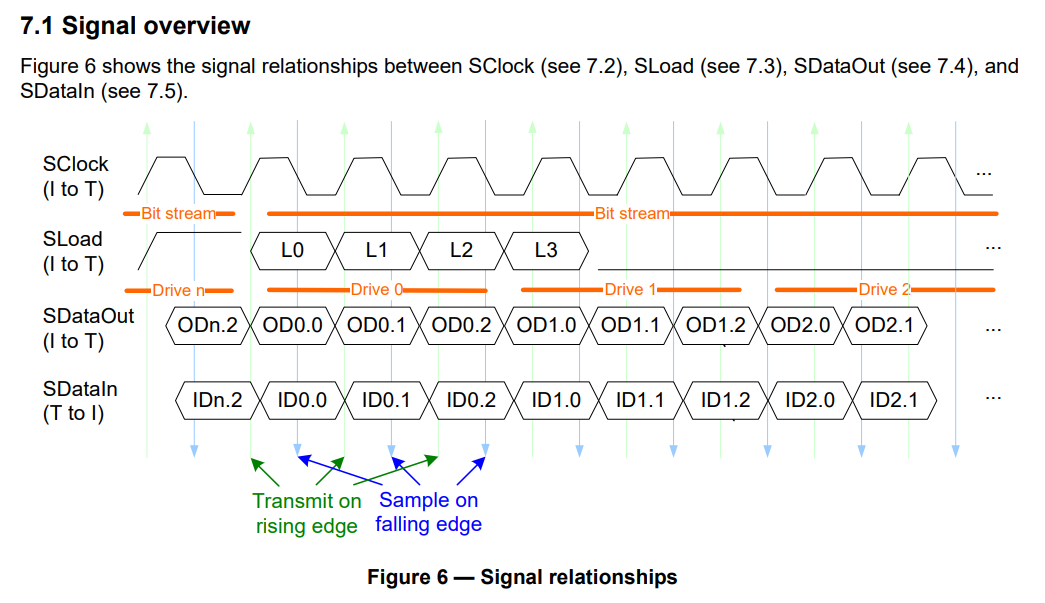 7.1 Signal overview
Figure 6 shows the signal relationships between SClock (see 7.2), SLoad (see 7.3), SDataOut (see 7.4), and
SDataIn (see 7.5).
SClock
(I to T)
...
Bit stream
Bit stream
SLoad
(I to T)
L0 L1 L2 L3
...
Drive n
Drive 0
Drive 1
Drive 2
SDataOut
(I to T)
ODn.2 OD0.0 OD0.1 OD0.2 OD1.0 OD1.1 OD1.2 OD2.0 OD2.1
...
SDataIn
(T to I)
IDn.2 ID0.0 ID0.1 ID0.2 ID1.0 ID1.1 ID1.2 ID2.0 ID2.1
...
Transmit on
rising edge
Sample on
falling edge
Figure 6 — Signal relationships